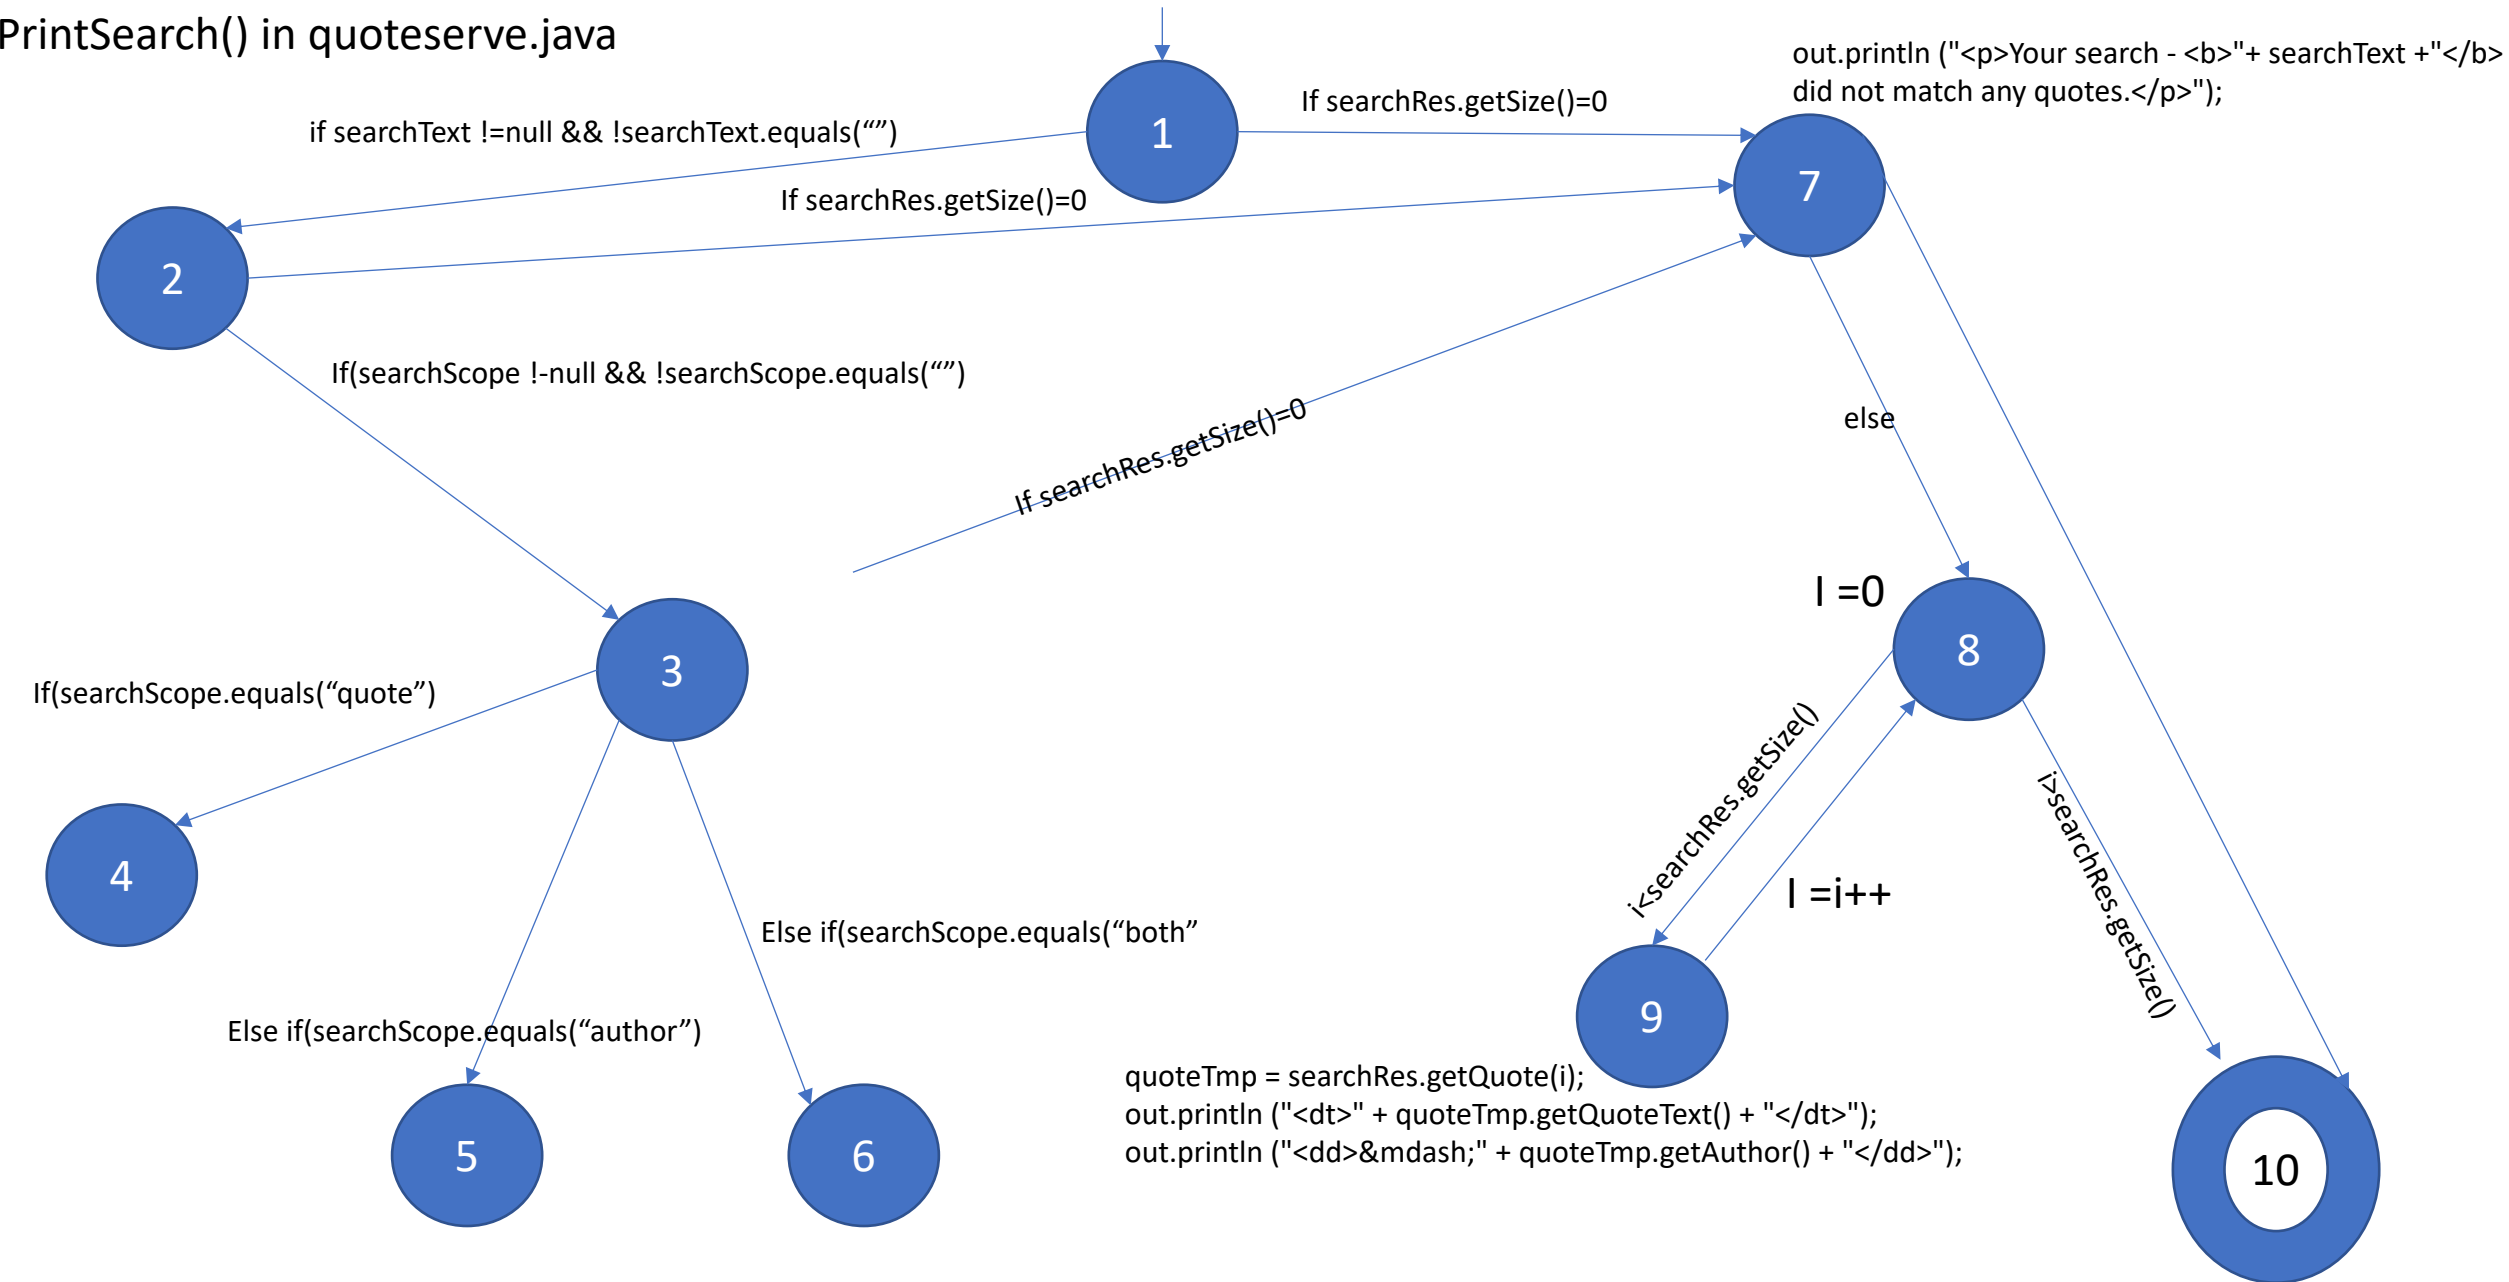 PrintSearch() in quoteserve.java
out.println ("<p>Your search - <b>"+ searchText +"</b>
did not match any quotes.</p>");
If searchRes.getSize()=0
if searchText !=null && !searchText.equals(“”)
1
7
If searchRes.getSize()=0
2
If(searchScope !-null && !searchScope.equals(“”)
If searchRes.getSize()=0
else
I =0
8
3
If(searchScope.equals(“quote”)
i<searchRes.getSize()
i>searchRes.getSize()
4
I =i++
Else if(searchScope.equals(“both”
9
Else if(searchScope.equals(“author”)
quoteTmp = searchRes.getQuote(i);
out.println ("<dt>" + quoteTmp.getQuoteText() + "</dt>");
out.println ("<dd>&mdash;" + quoteTmp.getAuthor() + "</dd>");
5
6
10